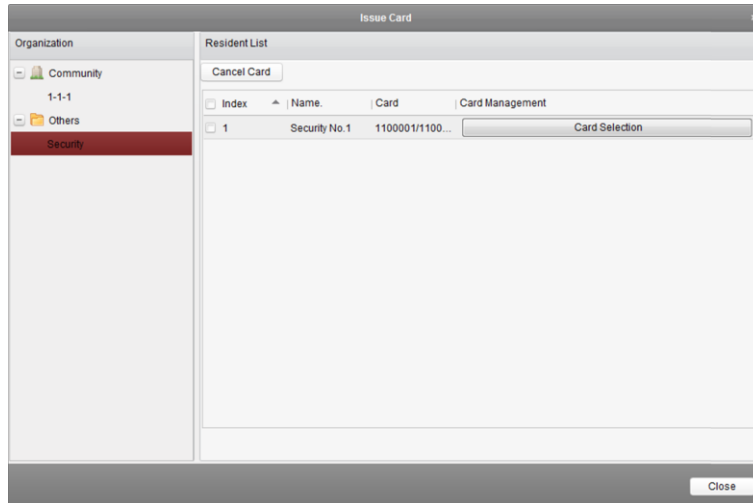 Issue Card
Organization
Community
1-1-1
Others
Security
Resident List
Cancel Card
Index Name. Card Card Management
1 Security No.1 1100001/1100... Card Selection
Close